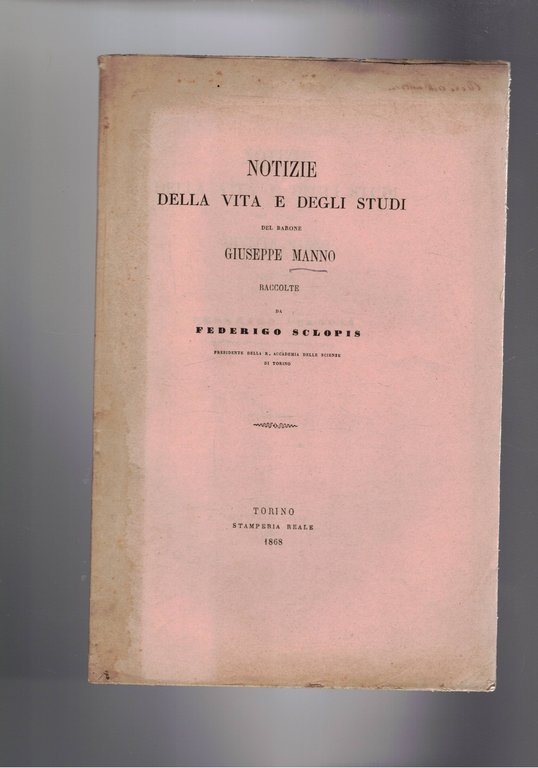 NOTIZIE
DELLA VITA E DEGLI STUDI
DEL BARONE
GIUSEPPE MANNO
RACCOLTE
DA
FEDERIGO SCLOPIS
PRESIDENTE DELLA R. ACCADEMIA DELLE SCIENZE
DI TORINO
TORINO
STAMPERIA REALE
1868